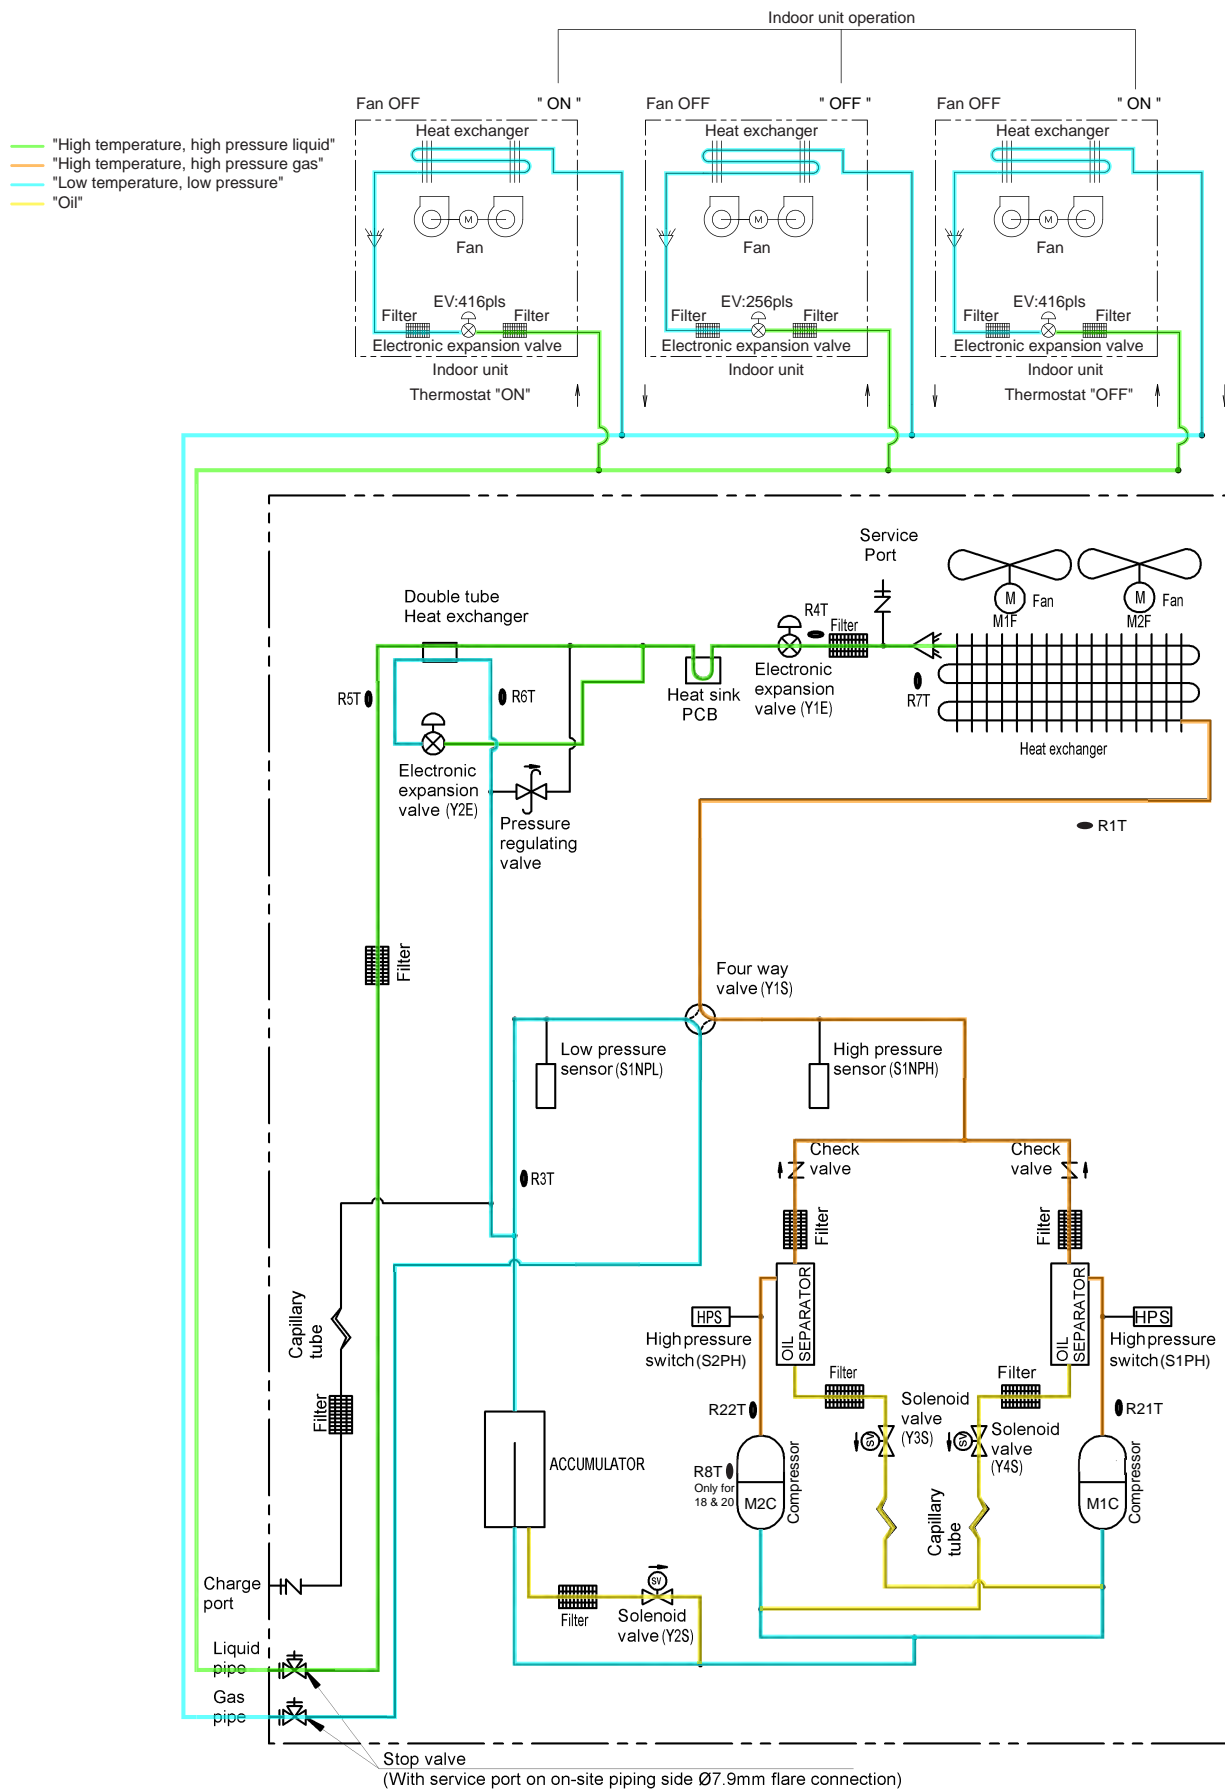 Indoor unit operation
Fan OFF " ON " Fan OFF " OFF " Fan OFF " ON "
"High temperature, high pressure liquid"
"High temperature, high pressure gas"
"Low temperature, low pressure"
"Oil"
Heat exchanger Heat exchanger Heat exchanger
M M M
Fan Fan Fan
EV:416pls EV:256pls EV:416pls
Filter Filter Filter Filter Filter Filter
Electronic expansion valve Electronic expansion valve Electronic expansion valve
Indoor unit Indoor unit Indoor unit
Thermostat "ON" Thermostat "OFF"
Service
Port
Double tube
Heat exchanger
R4T
Filter
M Fan M Fan
M1F M2F
R5T
R6T
Heat sink
PCB
Electronic
expansion
valve (Y1E)
R7T
Heat exchanger
Electronic
expansion
valve (Y2E)
Pressure
regulating
valve
R1T
Filter
Four way
valve (Y1S)
Low pressure
sensor (S1NPL)
High pressure
sensor (S1NPH)
R3T
Check
valve
Check
valve
Filter
Filter
OIL
SEPARATOR
OIL
SEPARATOR
HPS
High pressure
switch (S2PH)
HPS
High pressure
switch (S1PH)
Capillary
tube
Filter
Filter
Filter
R22T
Solenoid
valve
(Y3S)
Solenoid
valve
(Y4S)
R21T
SV
SV
ACCUMULATOR
R8T
Only for
18 & 20
M2C
Compressor
M1C
Compressor
Capillary
tube
SV
Filter
Solenoid
valve (Y2S)
Charge
port
Liquid
pipe
Gas
pipe
Stop valve
(With service port on on-site piping side Ø7.9mm flare connection)